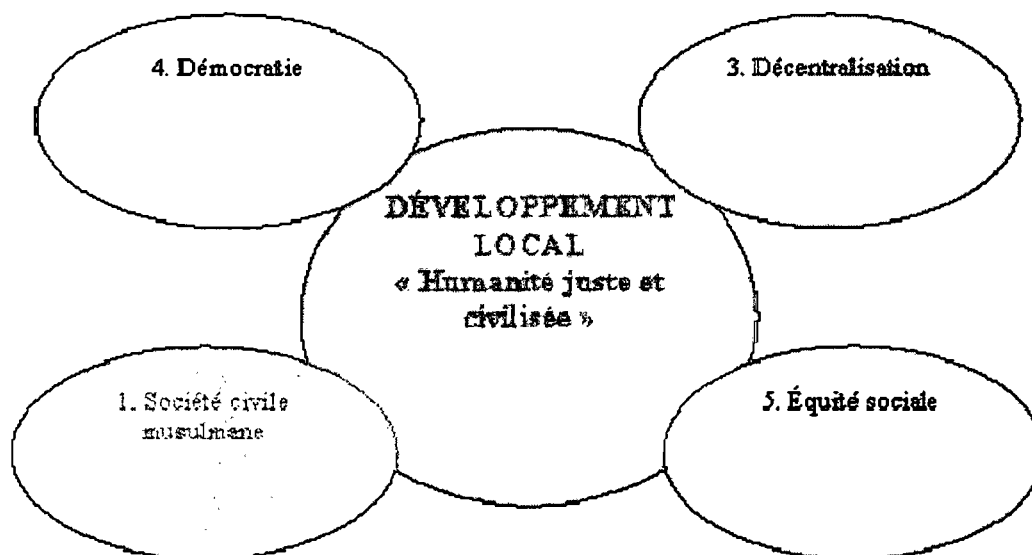 4. Démocratie
3. Décentralisation
DÉVELOPPEMENT
LOCAL
« Humanité juste et
civilisée »
1. Société civile
musulmane
5. Équité sociale